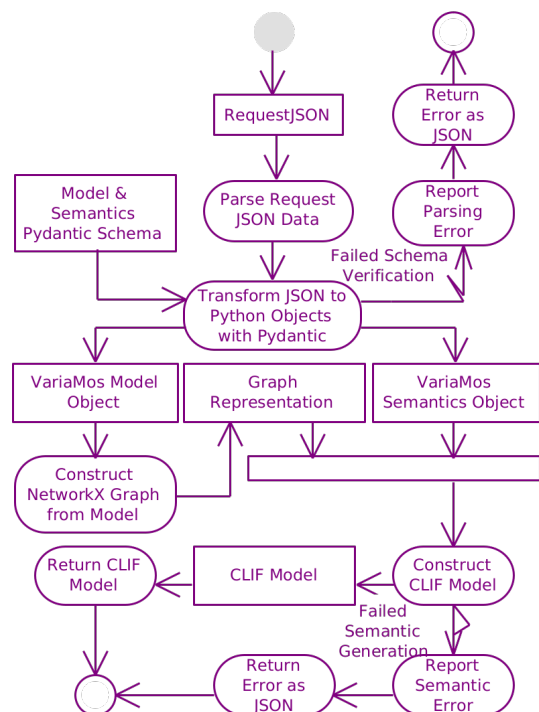 Return
Error as
JSON
RequestJSON
Model &
Semantics
Pydantic Schema
Parse Request
JSON Data
Report
Parsing
Error
Failed Schema
Verification
Transform JSON to
Python Objects
with Pydantic
VariaMos Model
Object
Graph
Representation
VariaMos
Semantics Object
Construct
NetworkX Graph
from Model
Return CLIF
Model
CLIF Model
Construct
CLIF Model
Failed
Semantic
Generation
Return
Error as
JSON
Report
Semantic
Error